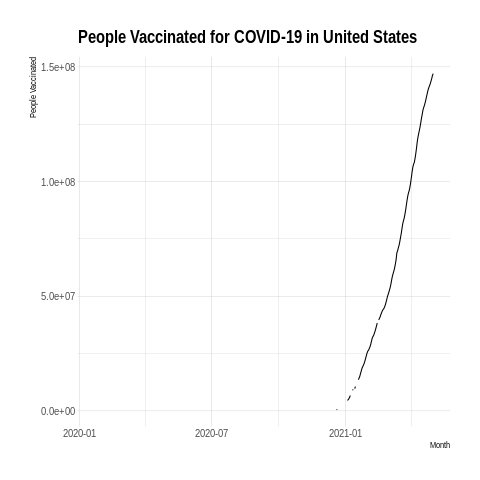 People Vaccinated for COVID-19 in United States
People Vaccinated
1.5e+08
1.0e+08
5.0e+07
0.0e+00
2020-01 2020-07 2021-01
Month